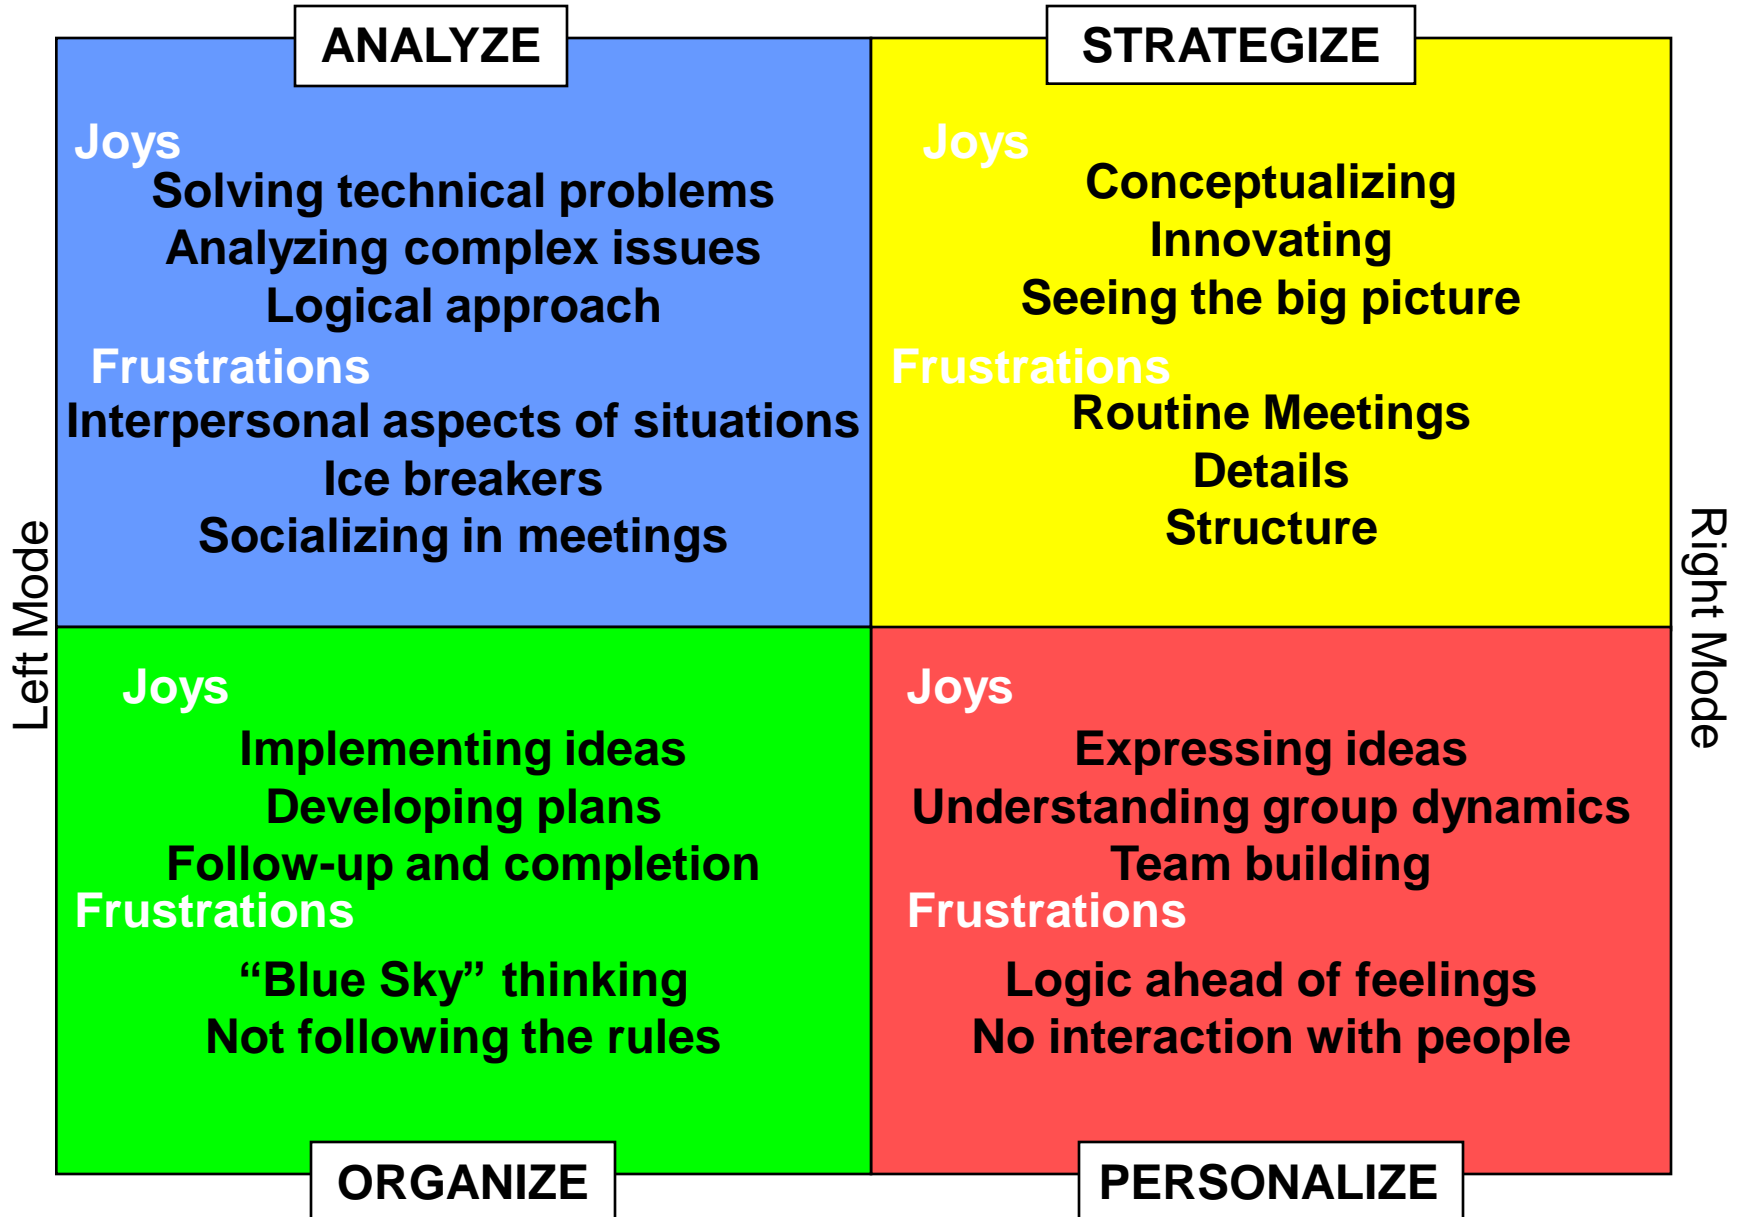 ANALYZE
Joys
Solving technical problems
Analyzing complex issues
Logical approach
Frustrations
Interpersonal aspects of situations
Ice breakers
Socializing in meetings
STRATEGIZE
Joys
Conceptualizing
Innovating
Seeing the big picture
Frustrations
Routine Meetings
Details
Structure
Left Mode
Right Mode
Joys
Implementing ideas
Developing plans
Follow-up and completion
Frustrations
“Blue Sky” thinking
Not following the rules
ORGANIZE
Joys
Expressing ideas
Understanding group dynamics
Team building
Frustrations
Logic ahead of feelings
No interaction with people
PERSONALIZE